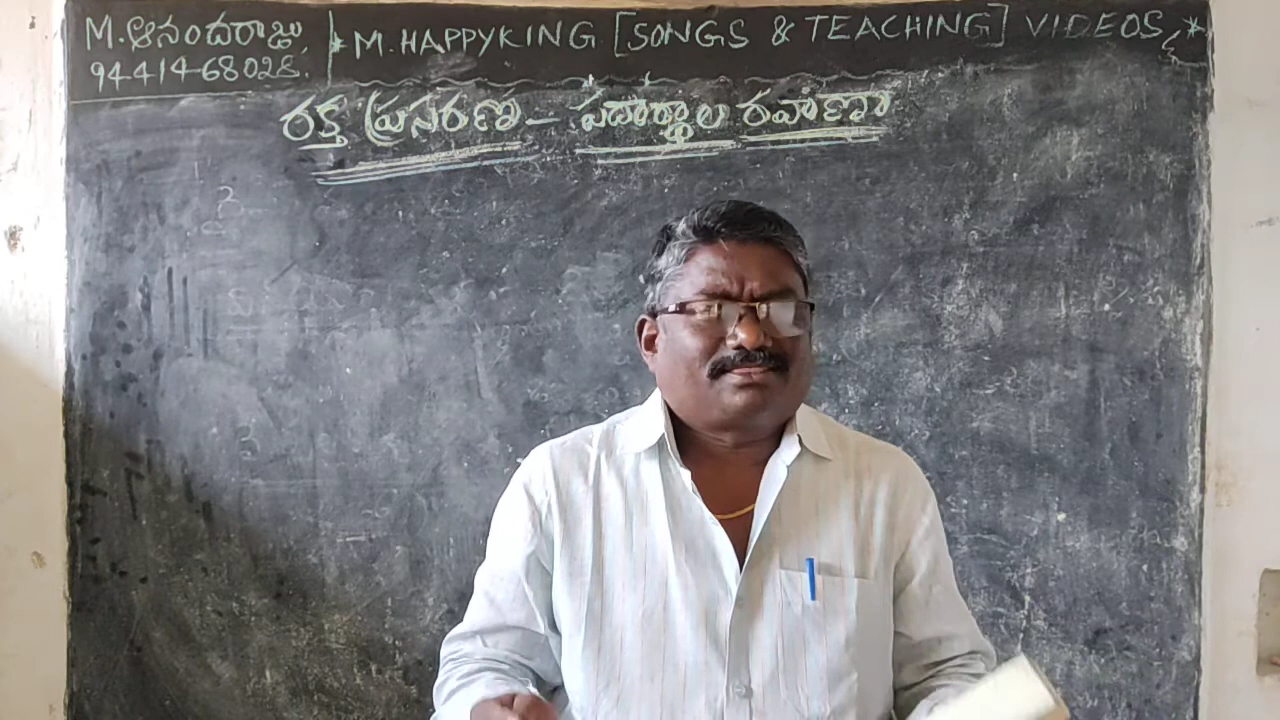 M. ఆనందరాజు, * M. HAPPYKING [SONGS & TEACHING] VIDEOS *
9441468028.
రక్త ప్రసరణ - పదార్థాల రవాణా